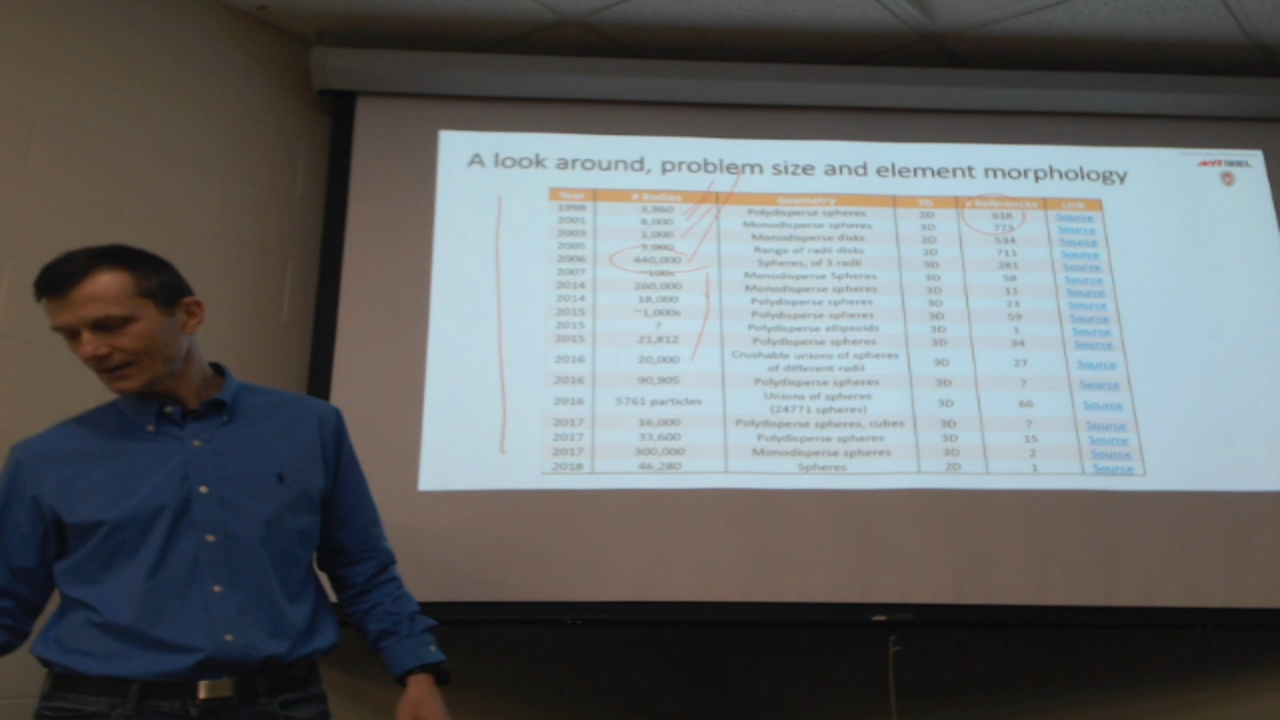 A look around, problem size and element morphology
Year # Bodies Geometry ?D # References Link
1998 3,960 Polydisperse spheres 3D 618 Source
2001 8,000 Monodisperse spheres 3D 773 Source
2003 1,000 Monodisperse disks 2D 534 Source
2005 5,000 Range of radii disks 2D 711 Source
2006 440,000 Spheres, of 3 radii 3D 281 Source
2007 ~100s Monodisperse Spheres 3D 58 Source
2014 260,000 Monodisperse spheres 3D 11 Source
2014 18,000 Polydisperse spheres 3D 23 Source
2015 ~1,000s Polydisperse spheres 3D 59 Source
2015 ? Polydisperse ellipsoids 3D 1 Source
2015 21,812 Polydisperse spheres 3D 34 Source
2016 20,000 Crushable unions of spheres of different radii 3D 27 Source
2016 90,905 Polydisperse spheres 3D ? Source
2016 5761 particles Unions of spheres (24771 spheres) 3D 66 Source
2017 16,000 Polydisperse spheres, cubes 3D ? Source
2017 33,600 Polydisperse spheres 3D 15 Source
2017 300,000 Monodisperse spheres 3D 2 Source
2018 46,280 Spheres 2D 1 Source